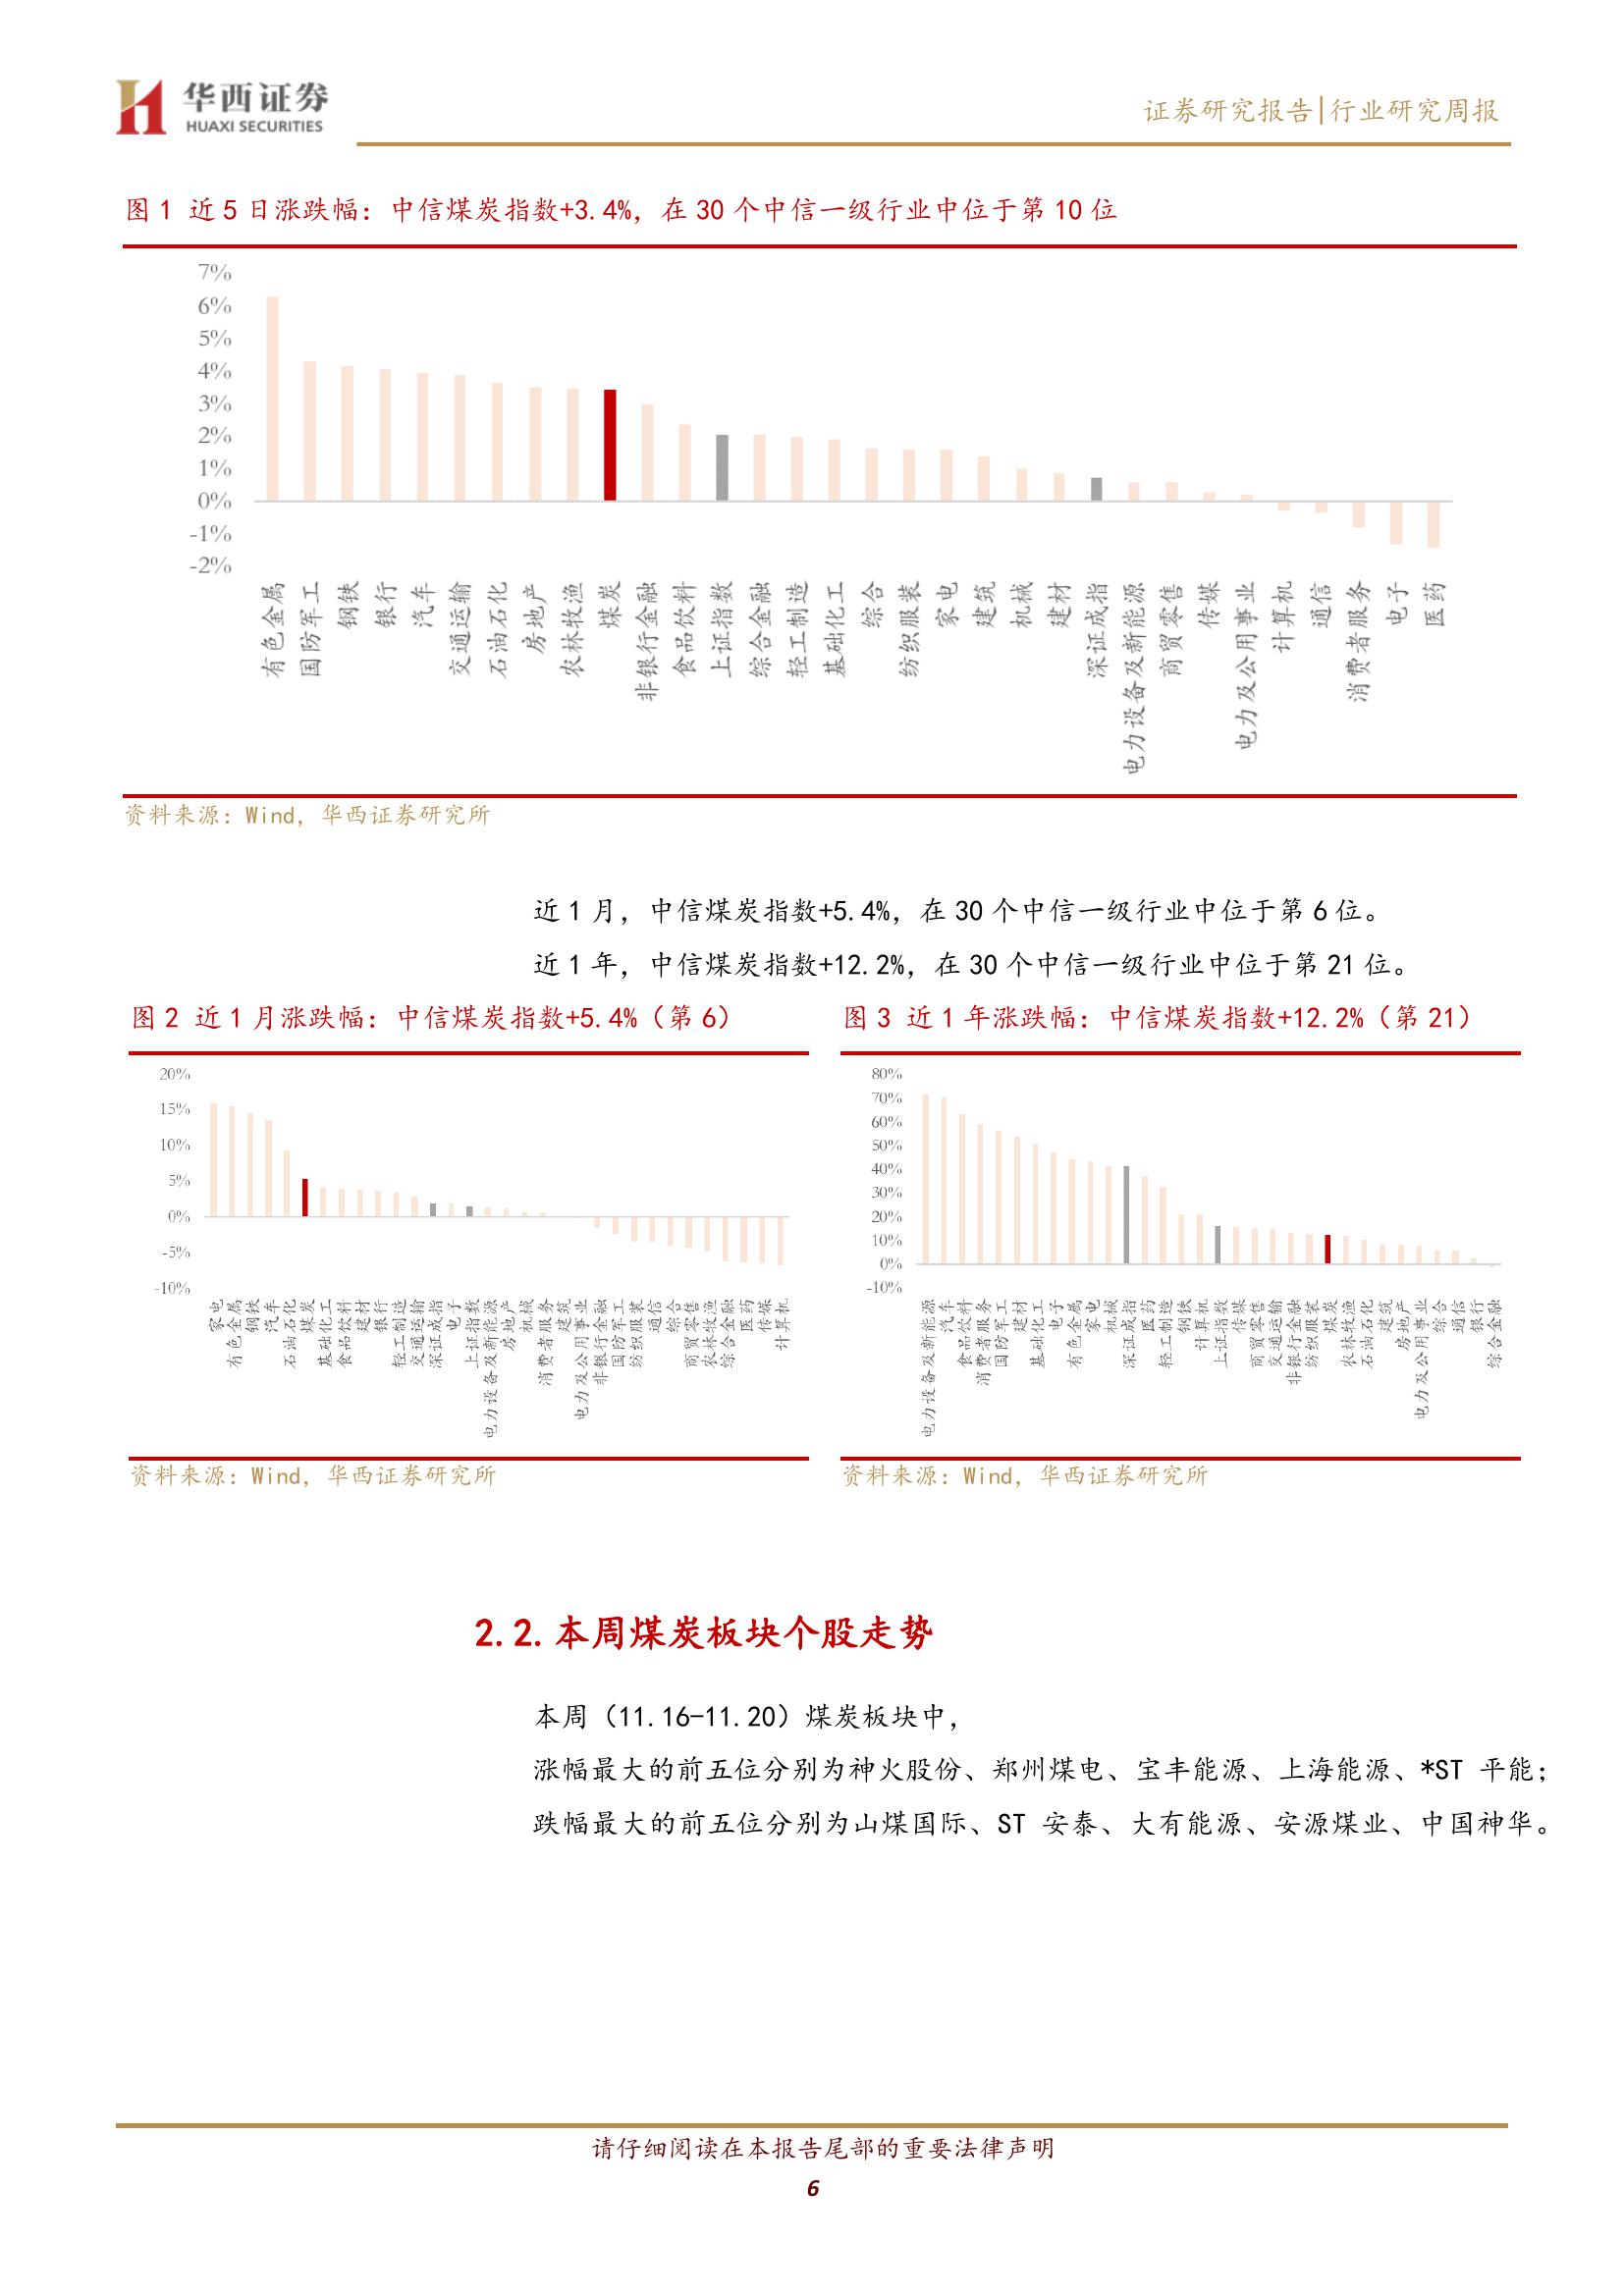 华西证券
HUAXI SECURITIES
证券研究报告|行业研究周报
图 1 近 5 日涨跌幅：中信煤炭指数+3.4%，在 30 个中信一级行业中位于第 10 位
7%
6%
5%
4%
3%
2%
1%
0%
-1%
-2%
有色金属
国防军工
钢铁
银行
汽车
交通运输
石油石化
房地产
农林牧渔
煤炭
非银行金融
食品饮料
上证指数
综合金融
轻工制造
基础化工
综合
纺织服装
家电
建筑
机械
建材
深证成指
电力设备及新能源
商贸零售
传媒
电力及公用事业
计算机
通信
消费者服务
电子
医药
资料来源：Wind，华西证券研究所
近 1 月，中信煤炭指数+5.4%，在 30 个中信一级行业中位于第 6 位。
近 1 年，中信煤炭指数+12.2%，在 30 个中信一级行业中位于第 21 位。
图 2 近 1 月涨跌幅：中信煤炭指数+5.4%（第 6）
20%
15%
10%
5%
0%
-5%
-10%
家电
有色金属
钢铁
汽车
石油石化
煤炭
基础化工
食品饮料
建材
银行
轻工制造
交通运输
深证成指
电子
上证指数
电力设备及新能源
房地产
机械
消费者服务
建筑
电力及公用事业
非银行金融
国防军工
纺织服装
通信
综合
商贸零售
农林牧渔
综合金融
医药
传媒
计算机
资料来源：Wind，华西证券研究所
图 3 近 1 年涨跌幅：中信煤炭指数+12.2%（第 21）
80%
70%
60%
50%
40%
30%
20%
10%
0%
-10%
电力设备及新能源
汽车
食品饮料
消费者服务
国防军工
建材
基础化工
电子
有色金属
家电
机械
深证成指
医药
轻工制造
钢铁
计算机
上证指数
传媒
商贸零售
交通运输
非银行金融
纺织服装
煤炭
农林牧渔
石油石化
建筑
房地产
电力及公用事业
综合
通信
银行
综合金融
资料来源：Wind，华西证券研究所
2.2.本周煤炭板块个股走势
本周（11.16-11.20）煤炭板块中，
涨幅最大的前五位分别为神火股份、郑州煤电、宝丰能源、上海能源、*ST 平能；
跌幅最大的前五位分别为山煤国际、ST 安泰、大有能源、安源煤业、中国神华。
请仔细阅读在本报告尾部的重要法律声明
6